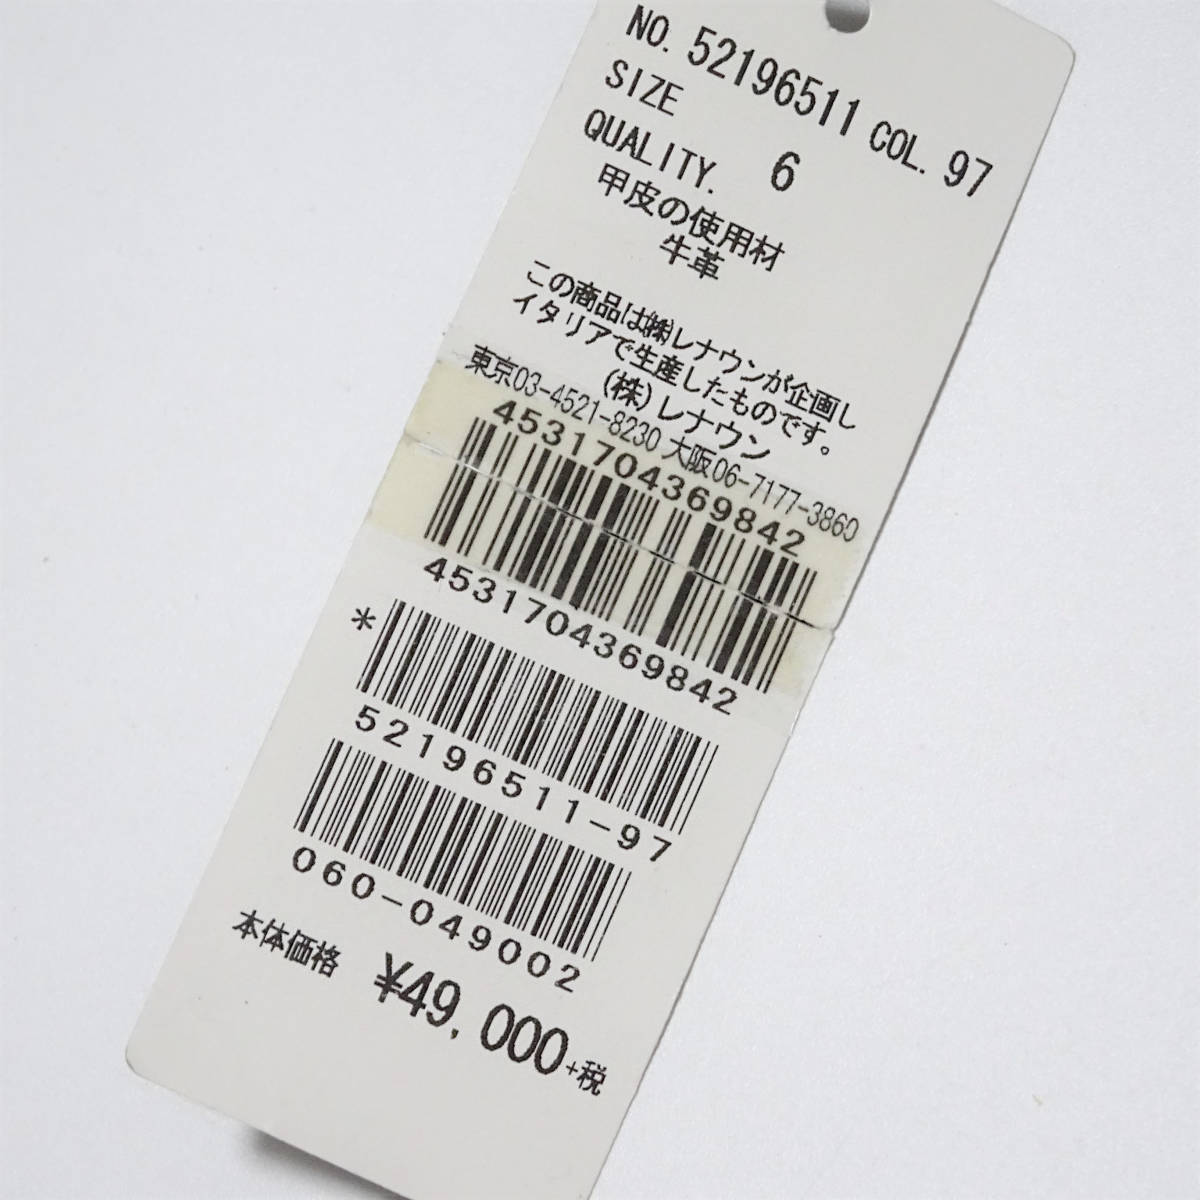 NO. 52196511 COL. 97
SIZE 6
QUALITY.
甲皮の使用材
牛革
この商品は㈱レナウンが企画し
イタリアで生産したものです。
(株)レナウン
東京03-4521-8230 大阪06-7177-3860
4531704369842
4531704369842
*
52196511-97
060-049002
本体価格 ¥49,000+税